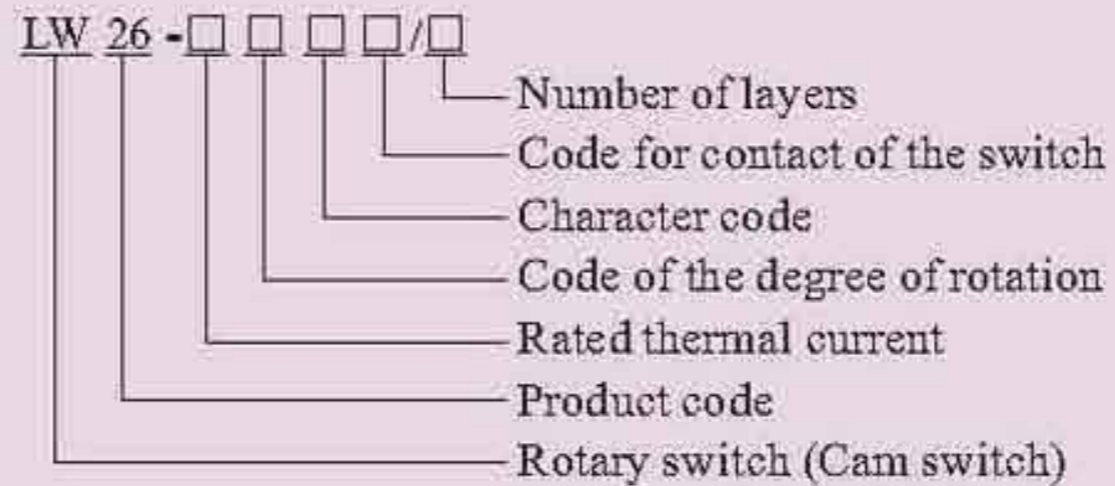 LW 26 -□ □ □ □/□
Number of layers
Code for contact of the switch
Character code
Code of the degree of rotation
Rated thermal current
Product code
Rotary switch (Cam switch)